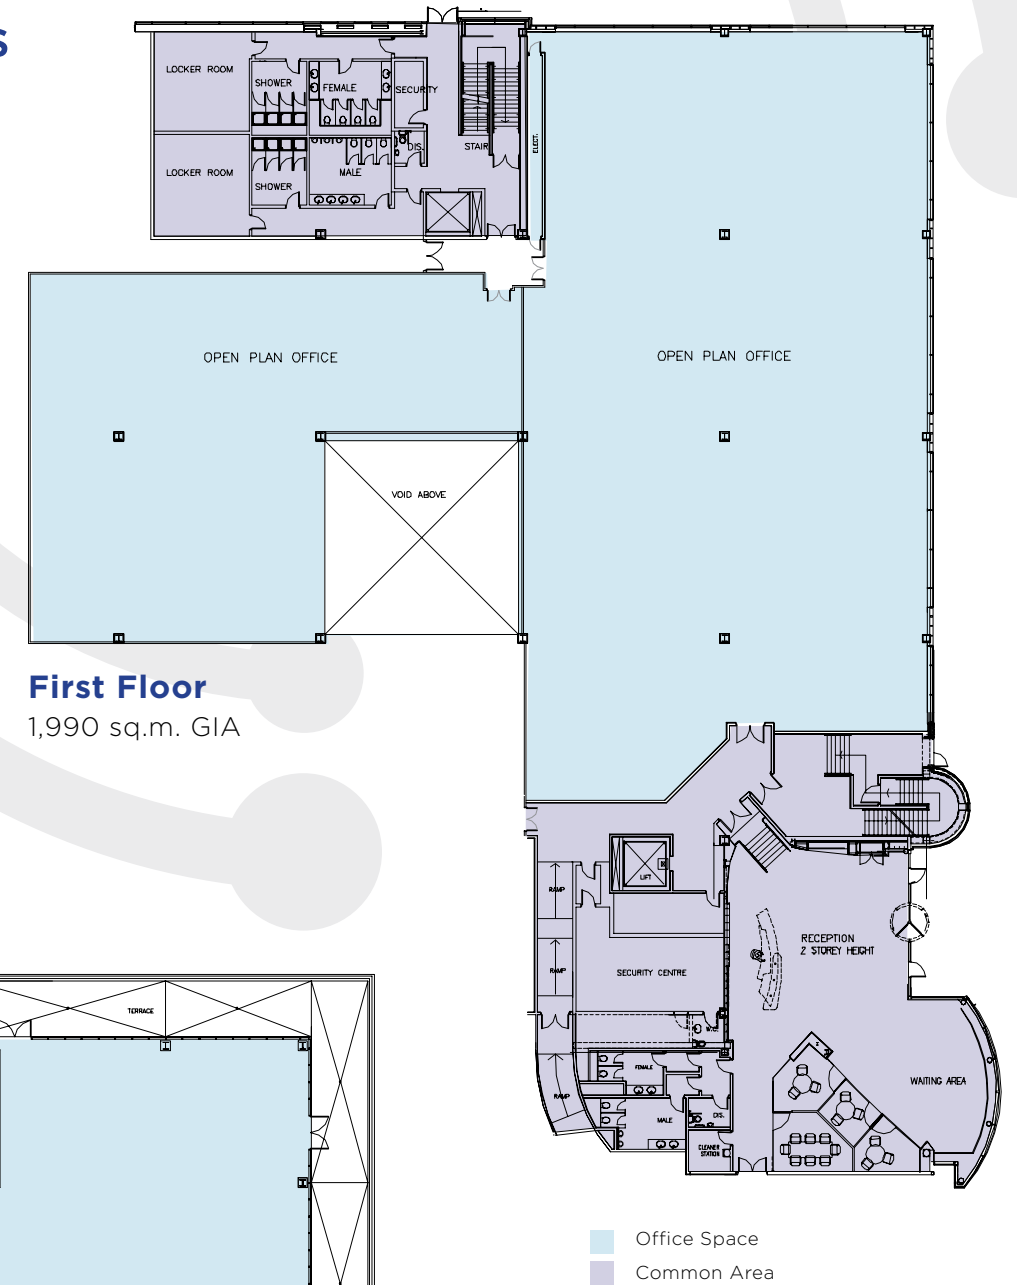 S
LOCKER ROOM
SHOWER
FEMALE
SECURITY
ELECT.
DIS.
STAIR
LOCKER ROOM
SHOWER
MALE
OPEN PLAN OFFICE
OPEN PLAN OFFICE
VOID ABOVE
First Floor
1,990 sq.m. GIA
LIFT
RAMP
RECEPTION
2 STOREY HEIGHT
RAMP
SECURITY CENTRE
TERRACE
W.C.
FEMALE
WAITING AREA
RAMP
MALE
DIS.
CLEANER
STATION
Office Space
Common Area